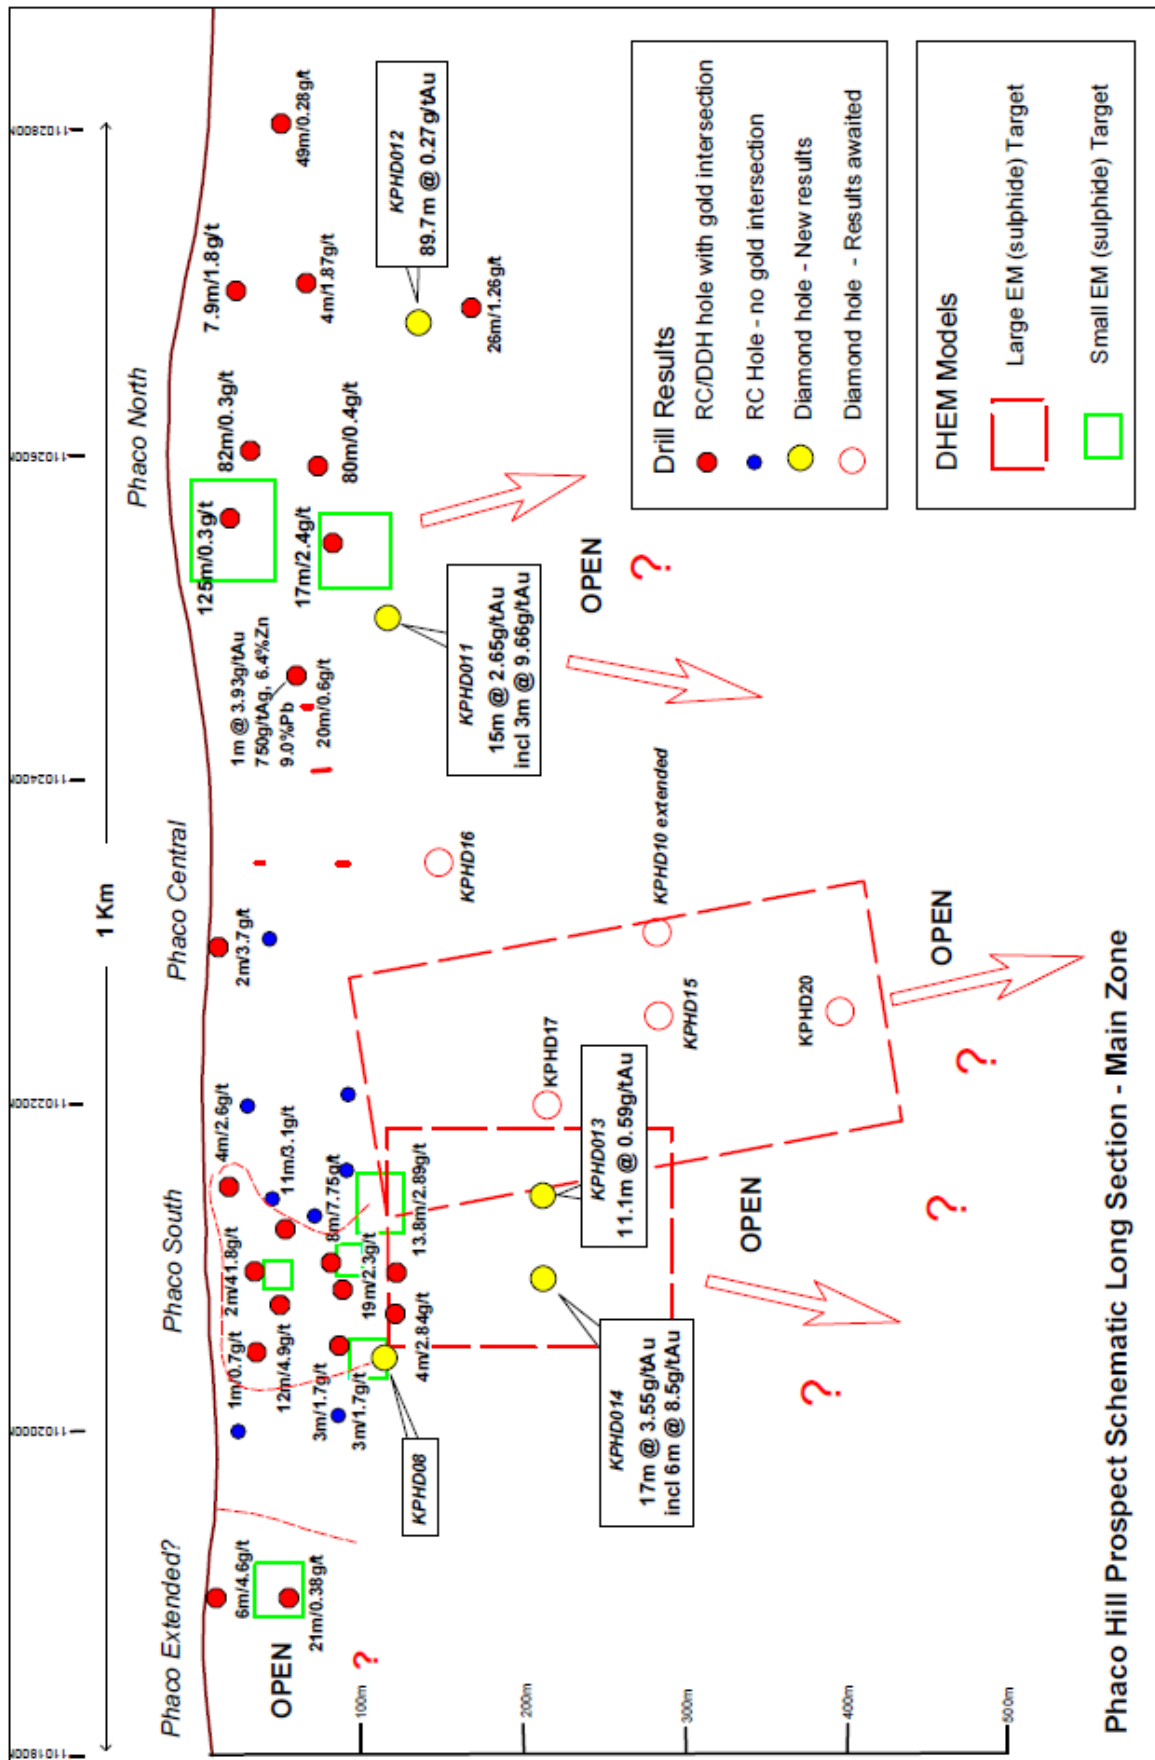 1101800N
1102000N
1102200N
1102400N
1102600N
1102800N
1 Km
Phaco Extended?
Phaco South
Phaco Central
Phaco North
6m/4.6g/t
21m/0.38g/t
OPEN
?
100m
200m
300m
400m
500m
1m/0.7g/t
12m/4.9g/t
2m/41.8g/t
4m/2.6g/t
11m/3.1g/t
8m/7.75g/t
19m/2.3g/t
3m/1.7g/t
3m/1.7g/t
4m/2.84g/t
13.8m/2.89g/t
KPHD08
KPHD014
17m @ 3.55g/tAu
incl 6m @ 8.5g/tAu
KPHD013
11.1m @ 0.59g/tAu
KPHD17
KPHD15
KPHD20
KPHD10 extended
KPHD16
OPEN
?
?
?
OPEN
2m/3.7g/t
1m @ 3.93g/tAu
750g/tAg, 6.4%Zn
9.0%Pb
20m/0.6g/t
125m/0.3g/t
17m/2.4g/t
82m/0.3g/t
80m/0.4g/t
7.9m/1.8g/t
4m/1.87g/t
49m/0.28g/t
26m/1.26g/t
KPHD011
15m @ 2.65g/tAu
incl 3m @ 9.66g/tAu
KPHD012
89.7m @ 0.27g/tAu
OPEN
?
Drill Results
RC/DDH hole with gold intersection
RC Hole - no gold intersection
Diamond hole - New results
Diamond hole - Results awaited
DHEM Models
Large EM (sulphide) Target
Small EM (sulphide) Target
Phaco Hill Prospect Schematic Long Section - Main Zone